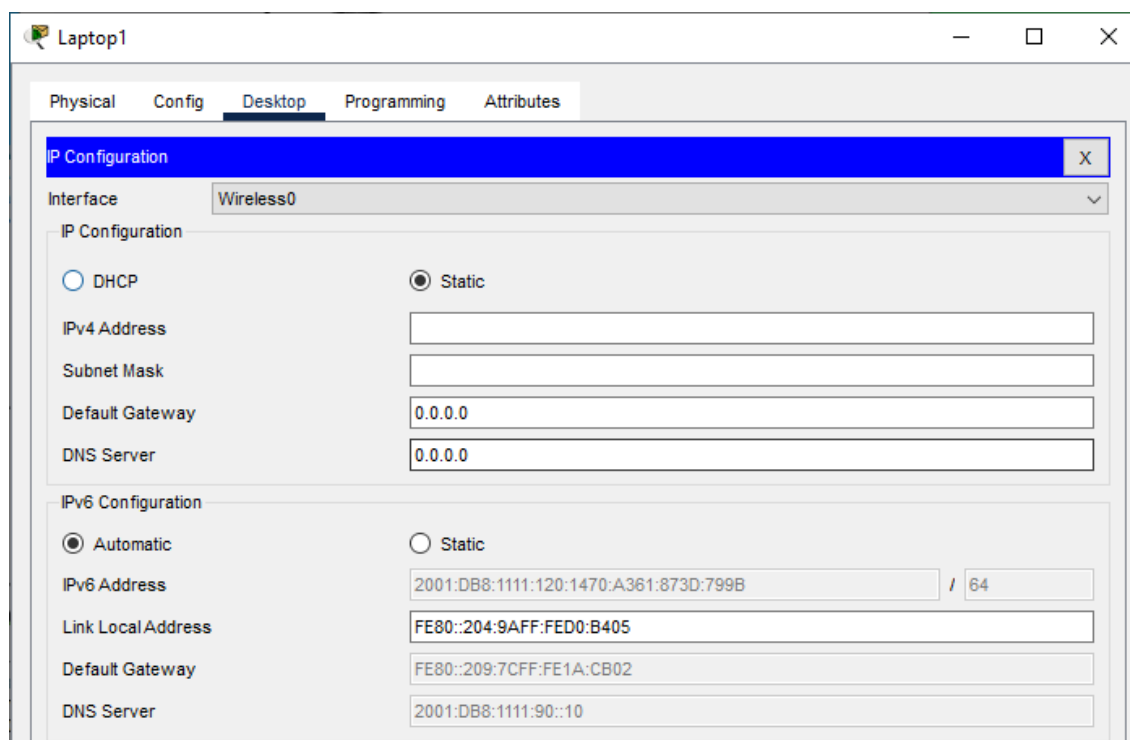 Laptop1
Physical Config Desktop Programming Attributes
IP Configuration X
Interface Wireless0
IP Configuration
DHCP Static
IPv4 Address
Subnet Mask
Default Gateway 0.0.0.0
DNS Server 0.0.0.0
IPv6 Configuration
Automatic Static
IPv6 Address 2001:DB8:1111:120:1470:A361:873D:799B / 64
Link Local Address FE80::204:9AFF:FED0:B405
Default Gateway FE80::209:7CFF:FE1A:CB02
DNS Server 2001:DB8:1111:90::10